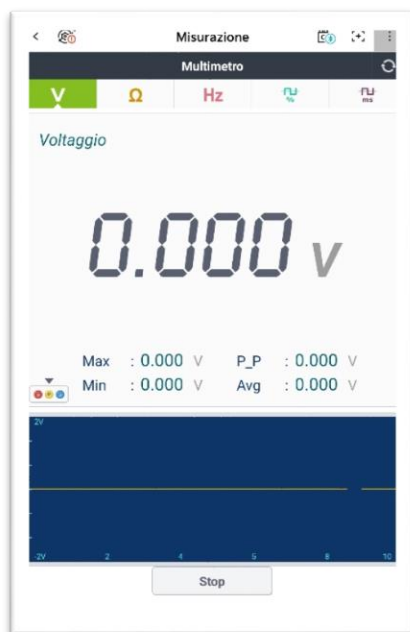 Misurazione
Multimetro
V Ω Hz % ms
Voltaggio
0.000 V
Max : 0.000 V P_P : 0.000 V
Min : 0.000 V Avg : 0.000 V
2V
-2V 2 4 5 8 10
Stop